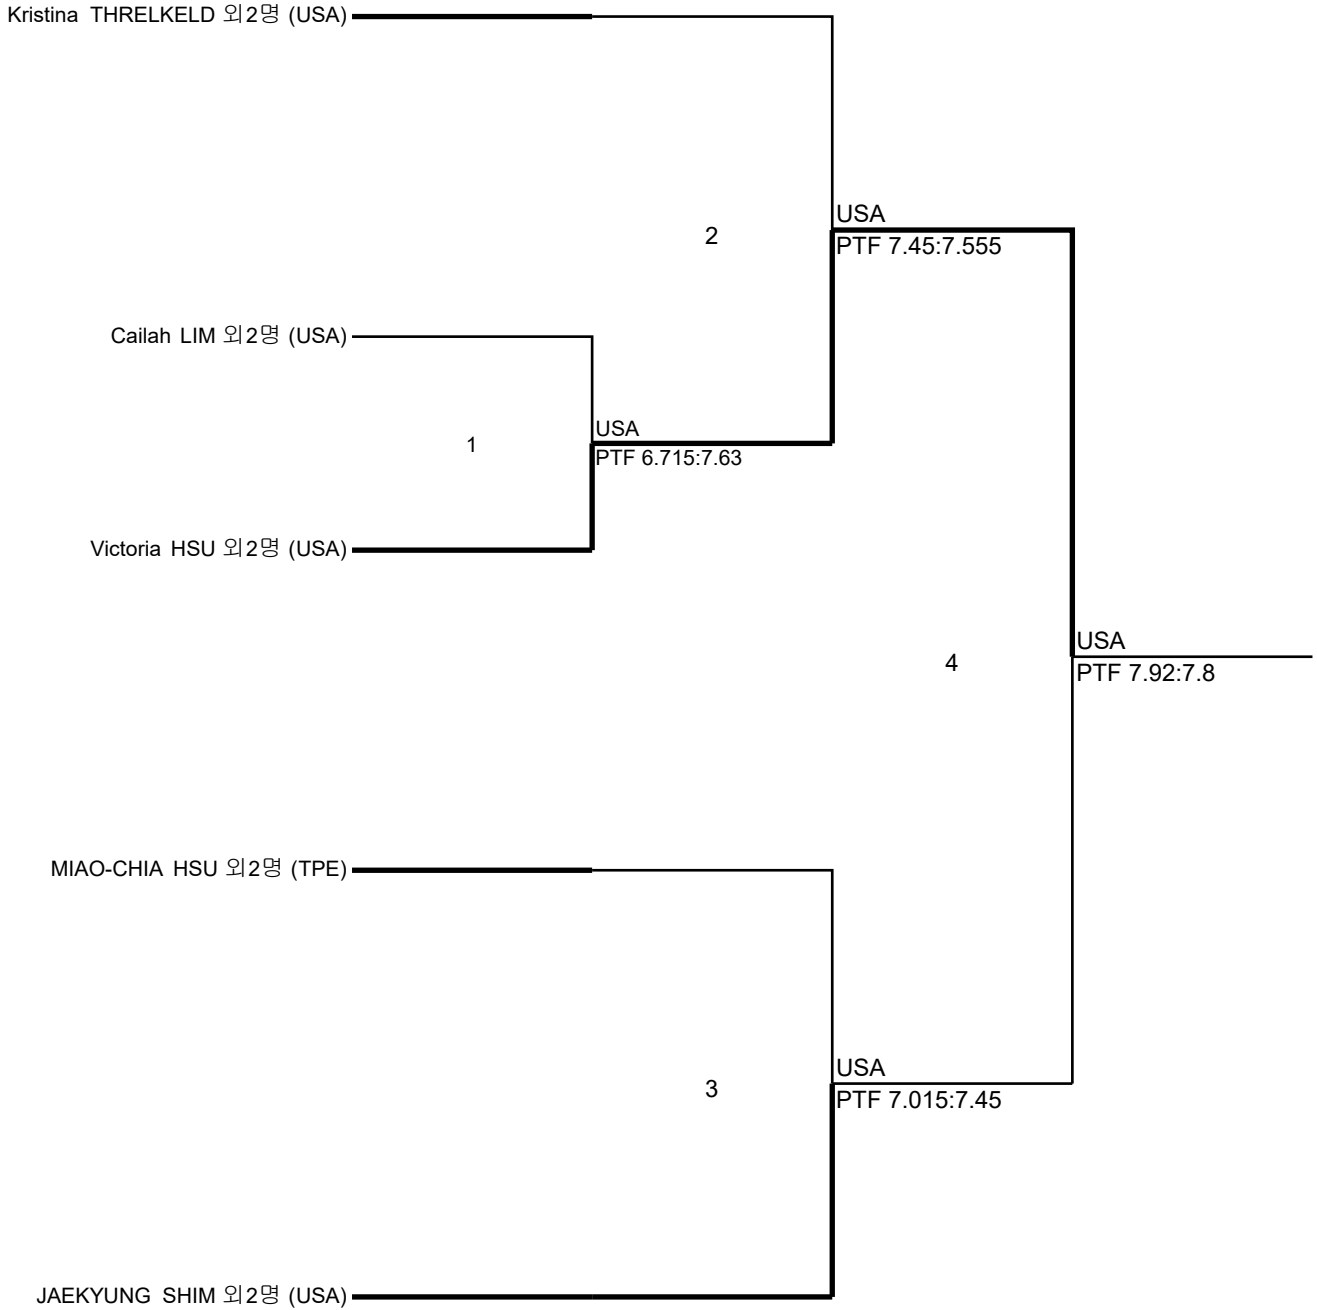 Kristina THRELKELD 외2명 (USA)
USA
2
PTF 7.45:7.555
Cailah LIM 외2명 (USA)
USA
1
PTF 6.715:7.63
Victoria HSU 외2명 (USA)
USA
4
PTF 7.92:7.8
MIAO-CHIA HSU 외2명 (TPE)
USA
3
PTF 7.015:7.45
JAEKYUNG SHIM 외2명 (USA)